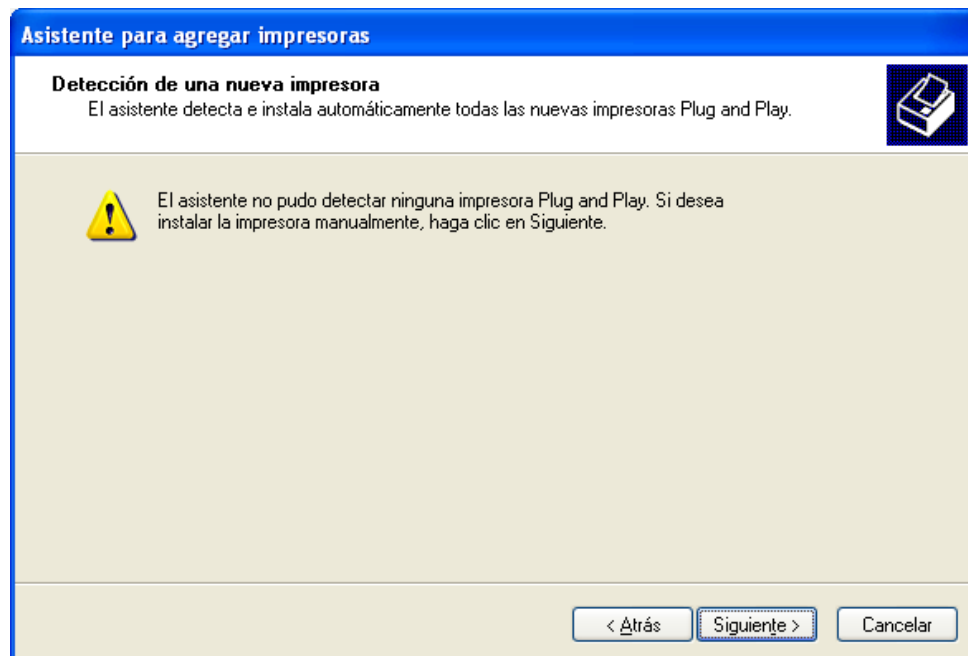 Asistente para agregar impresoras
Detección de una nueva impresora
El asistente detecta e instala automáticamente todas las nuevas impresoras Plug and Play.
El asistente no pudo detectar ninguna impresora Plug and Play. Si desea
instalar la impresora manualmente, haga clic en Siguiente.
< Atrás
Siguiente >
Cancelar